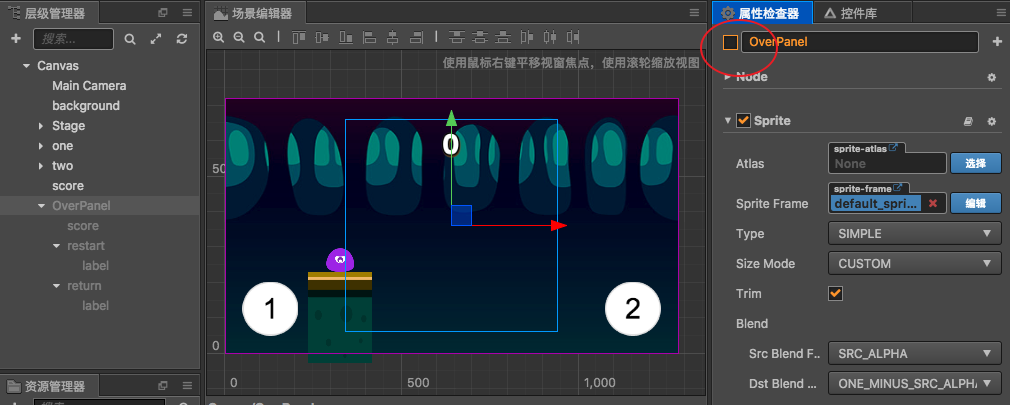 层级管理器
搜索...
Canvas
Main Camera
background
Stage
one
two
score
OverPanel
score
restart
label
return
label
资源管理器
场景编辑器
使用鼠标右键平移视窗焦点，使用滚轮缩放视图
0
50
0
0
500
1,000
1
2
属性检查器
控件库
OverPanel
Node
Sprite
Atlas
sprite-atlas
None
选择
Sprite Frame
sprite-frame
default_spri...
编辑
Type
SIMPLE
Size Mode
CUSTOM
Trim
Blend
Src Blend F..
SRC_ALPHA
Dst Blend ...
ONE_MINUS_SRC_ALPHA